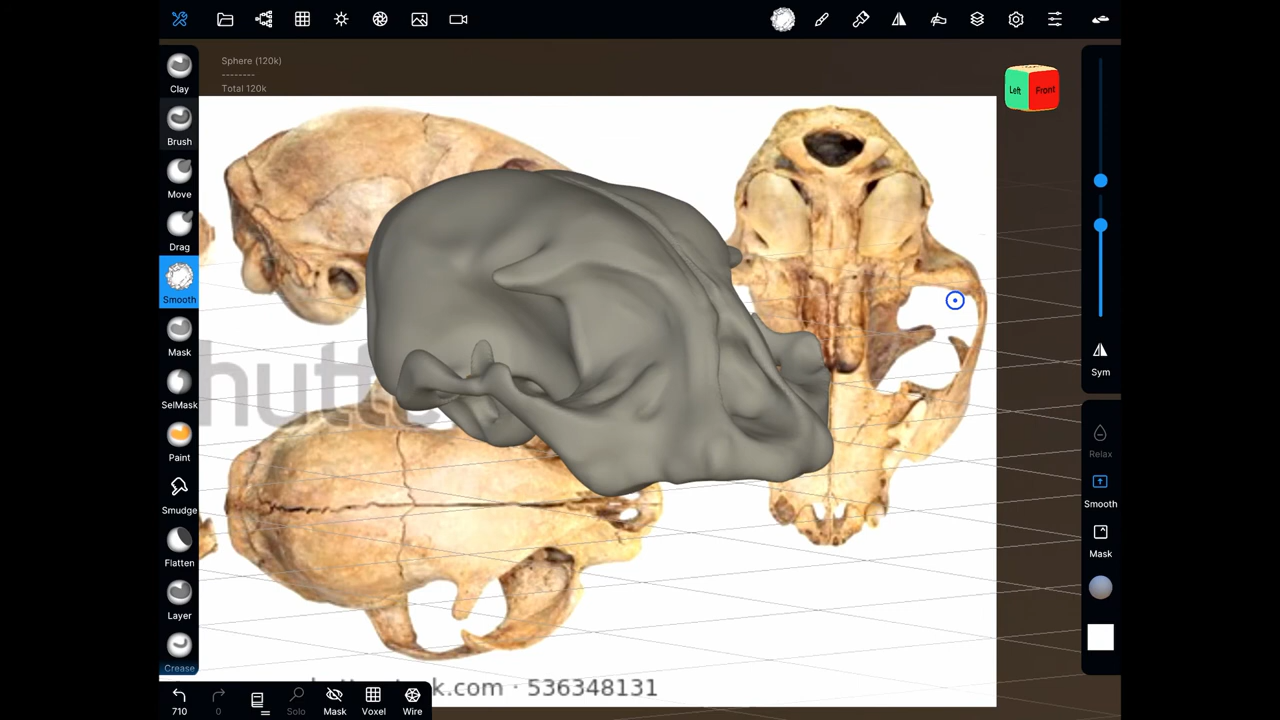 Sphere (120k)
--------
Total 120k
Left
Front
Clay
Brush
Move
Drag
Smooth
Mask
SelMask
Paint
Smudge
Flatten
Layer
Crease
Sym
Relax
Smooth
Mask
hutte
k.com · 536348131
710
0
Solo
Mask
Voxel
Wire